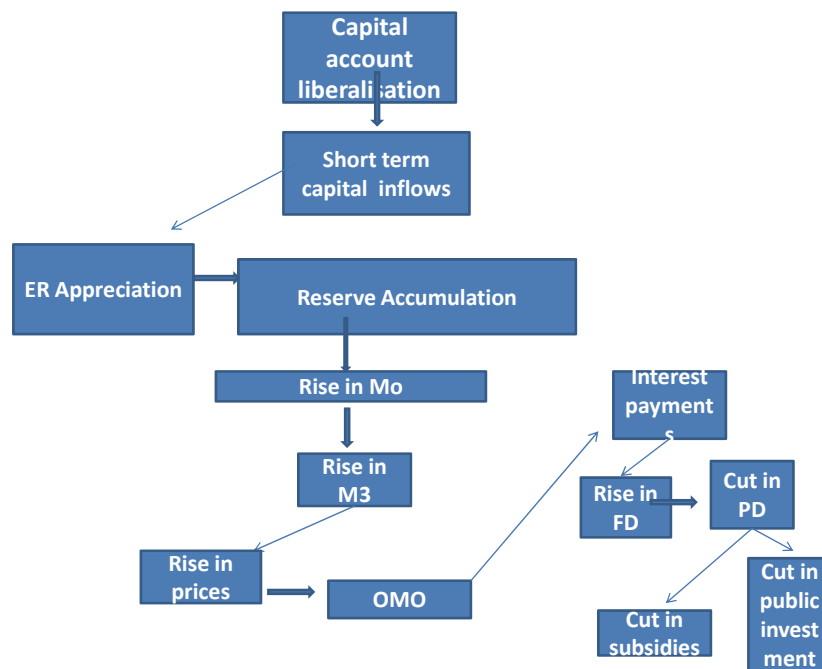 Capital
account
liberalisation
Short term
capital inflows
ER Appreciation
Reserve Accumulation
Rise in Mo
Interest
payment
s
Rise in
M3
Rise in
FD
Cut in
PD
Rise in
prices
OMO
Cut in
subsidies
Cut in
public
invest
ment